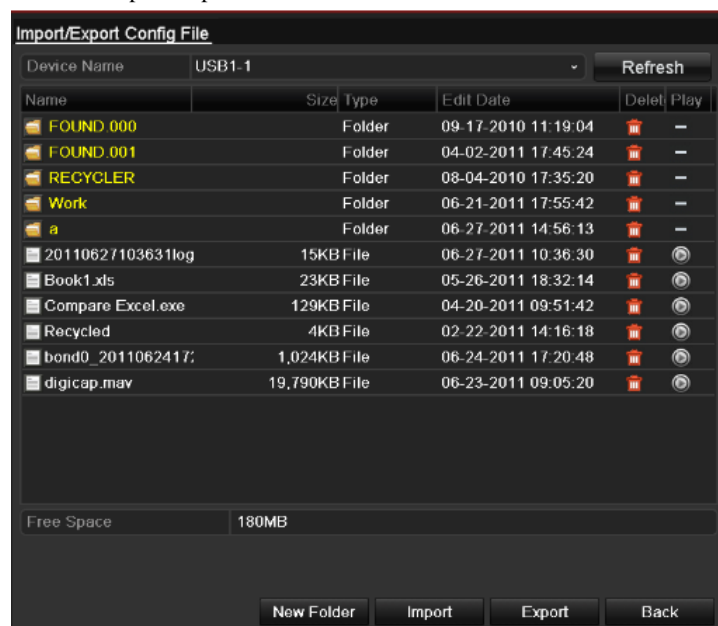 Import/Export Config File
Device Name USB1-1 Refresh
Name Size Type Edit Date Delet Play
FOUND.000 Folder 09-17-2010 11:19:04 –
FOUND.001 Folder 04-02-2011 17:45:24 –
RECYCLER Folder 08-04-2010 17:35:20 –
Work Folder 06-21-2011 17:55:42 –
a Folder 06-27-2011 14:56:13 –
20110627103631log 15KB File 06-27-2011 10:36:30
Book1.xls 23KB File 05-26-2011 18:32:14
Compare Excel.exe 129KB File 04-20-2011 09:51:42
Recycled 4KB File 02-22-2011 14:16:18
bond0_2011062417: 1,024KB File 06-24-2011 17:20:48
digicap.mav 19,790KB File 06-23-2011 09:05:20
Free Space 180MB
New Folder Import Export Back